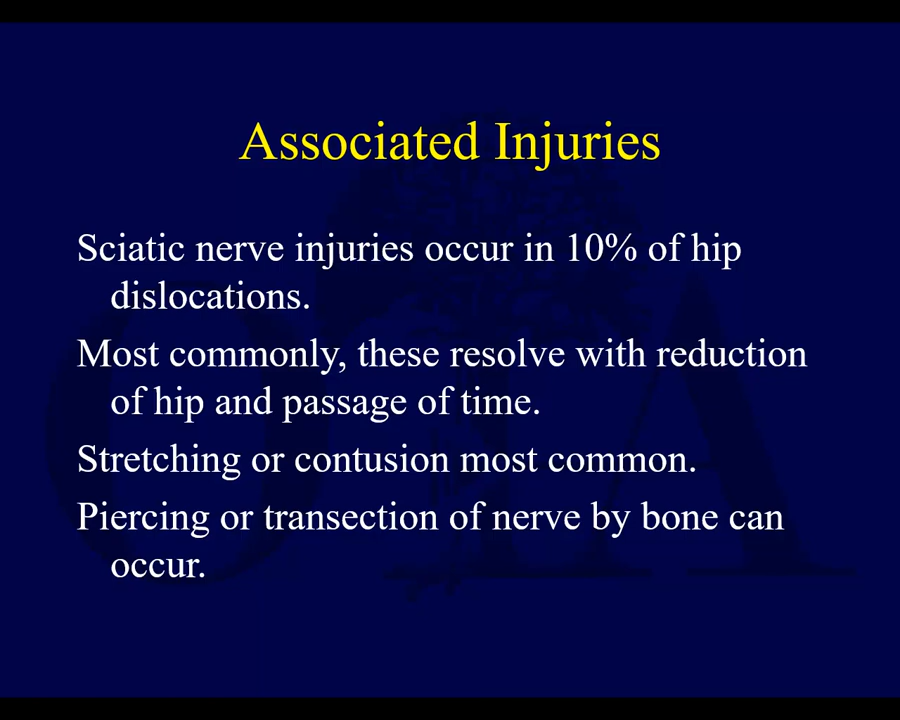 Associated Injuries
Sciatic nerve injuries occur in 10% of hip
dislocations.
Most commonly, these resolve with reduction
of hip and passage of time.
Stretching or contusion most common.
Piercing or transection of nerve by bone can
occur.
OTA